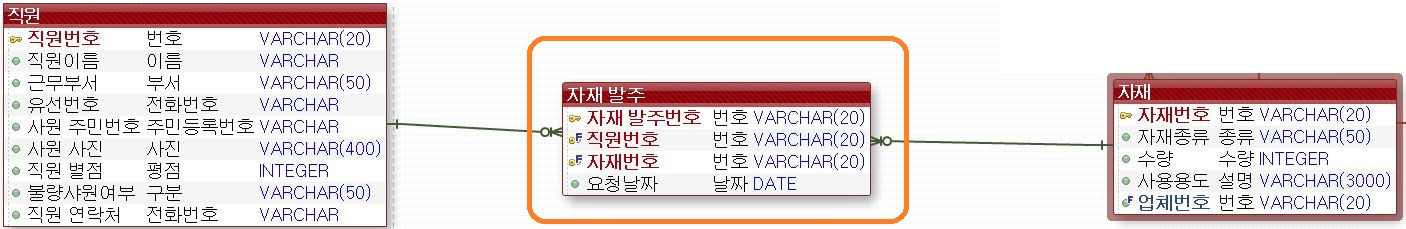 직원
직원번호 번호 VARCHAR(20)
직원이름 이름 VARCHAR
근무부서 부서 VARCHAR(50)
유선번호 전화번호 VARCHAR
사원 주민번호 주민등록번호 VARCHAR
사원 사진 사진 VARCHAR(400)
직원 별점 평점 INTEGER
불량샤원여부 구분 VARCHAR(50)
직원 연락처 전화번호 VARCHAR
자재 발주
자재 발주번호 번호 VARCHAR(20)
직원번호 번호 VARCHAR(20)
자재번호 번호 VARCHAR(20)
요청날짜 날짜 DATE
자재
자재번호 번호 VARCHAR(20)
자재종류 종류 VARCHAR(50)
수량 수량 INTEGER
사용용도 설명 VARCHAR(3000)
업체번호 번호 VARCHAR(20)